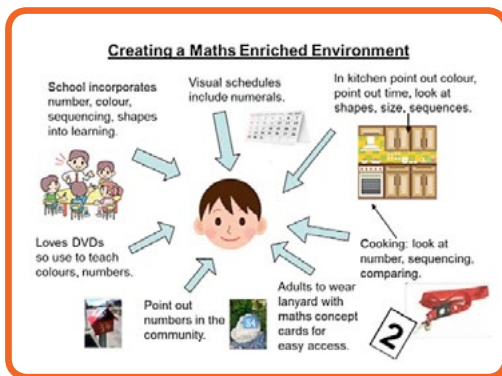 Creating a Maths Enriched Environment
School incorporates
number, colour,
sequencing, shapes
into learning.
Visual schedules
include numerals.
In kitchen point out colour,
point out time, look at
shapes, size, sequences.
Loves DVDs
so use to teach
colours, numbers.
Point out
numbers in the
community.
Adults to wear
lanyard with
maths concept
cards for
easy access.
Cooking: look at
number, sequencing,
comparing.
2